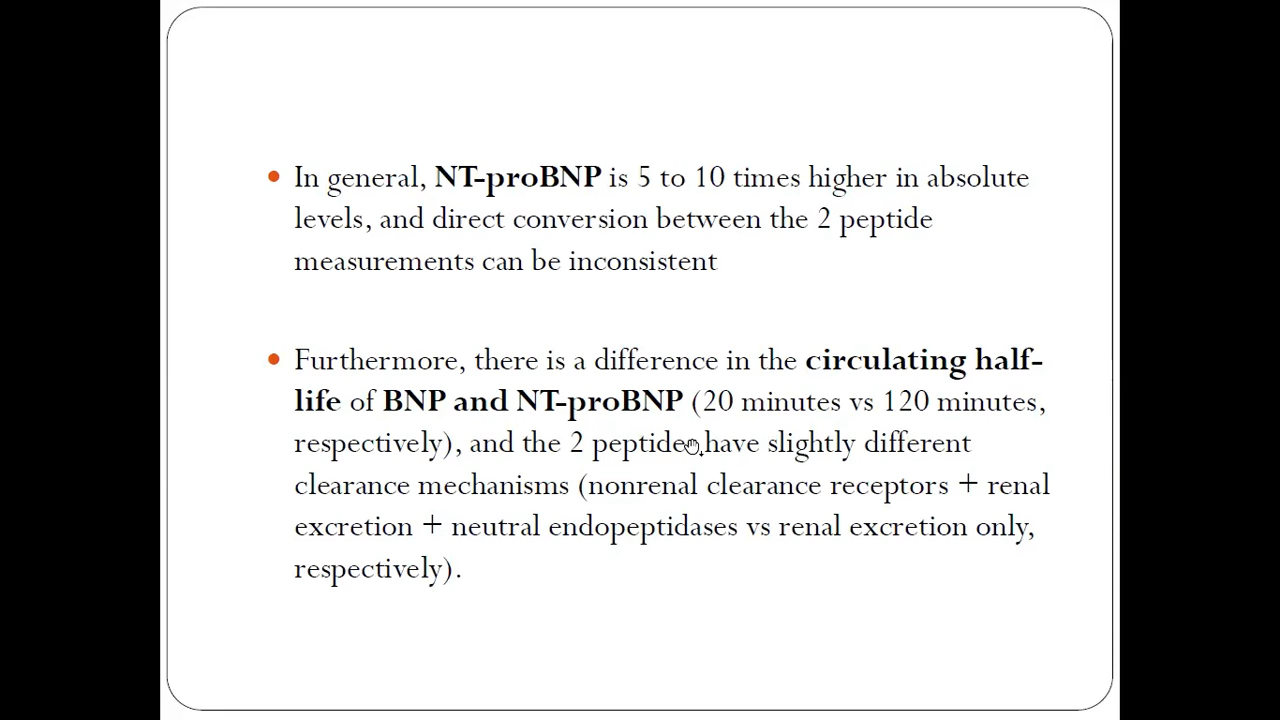 In general, NT-proBNP is 5 to 10 times higher in absolute
levels, and direct conversion between the 2 peptide
measurements can be inconsistent
Furthermore, there is a difference in the circulating half-
life of BNP and NT-proBNP (20 minutes vs 120 minutes,
respectively), and the 2 peptides have slightly different
clearance mechanisms (nonrenal clearance receptors + renal
excretion + neutral endopeptidases vs renal excretion only,
respectively).